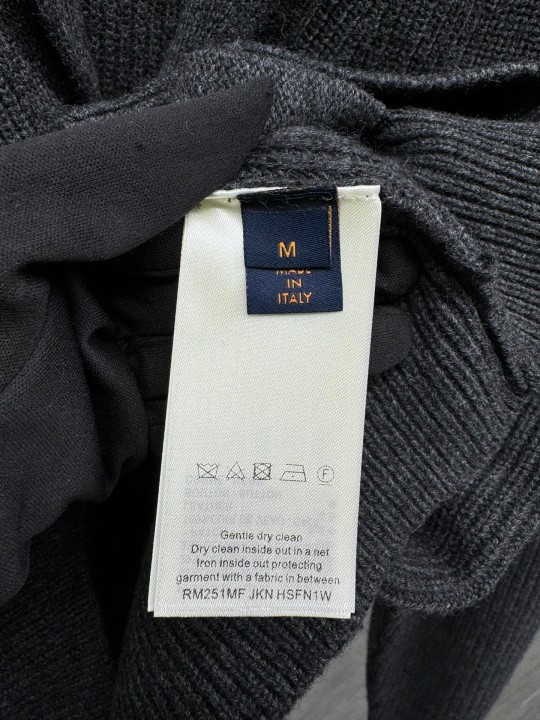 M
MADE
IN
ITALY
F
Gentle dry clean
Dry clean inside out in a net
Iron inside out protecting
garment with a fabric in between
RM251MF JKN HSFN1W